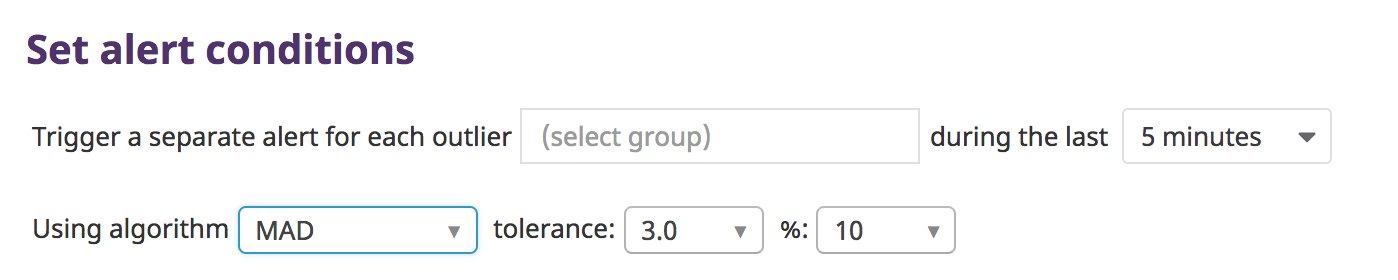 Set alert conditions
Trigger a separate alert for each outlier (select group) during the last 5 minutes
Using algorithm MAD tolerance: 3.0 %: 10